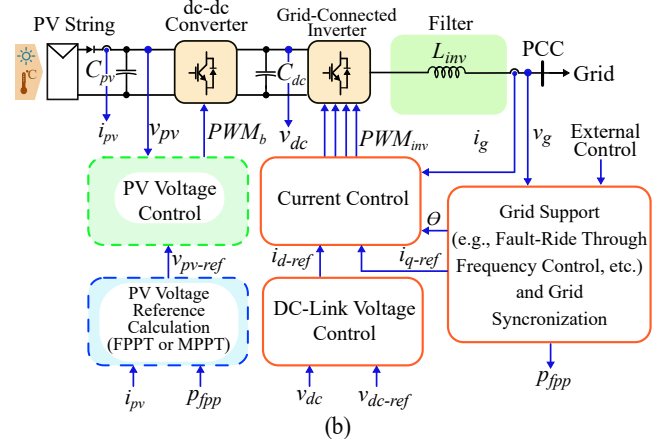 PV String
dc-dc
Converter
Grid-Connected
Inverter
Filter
L_inv
PCC
Grid
°C
C_pv
C_dc
i_pv
v_pv
PWM_b
v_dc
PWM_inv
i_g
v_g
External
Control
PV Voltage
Control
Current Control
Θ
Grid Support
(e.g., Fault-Ride Through
Frequency Control, etc.)
and Grid
Syncronization
v_pv-ref
i_d-ref
i_q-ref
PV Voltage
Reference
Calculation
(FPPT or MPPT)
DC-Link Voltage
Control
i_pv
p_fpp
v_dc
v_dc-ref
p_fpp
(b)